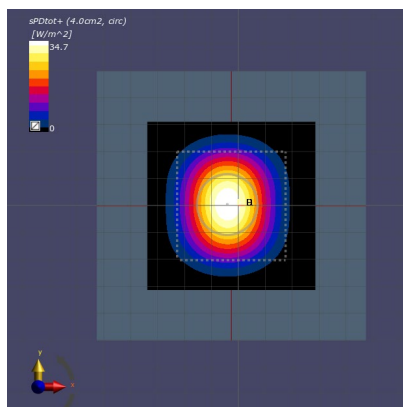 sPDtot+ (4.0cm2, circ)
[W/m^2]
34.7
0
y
x